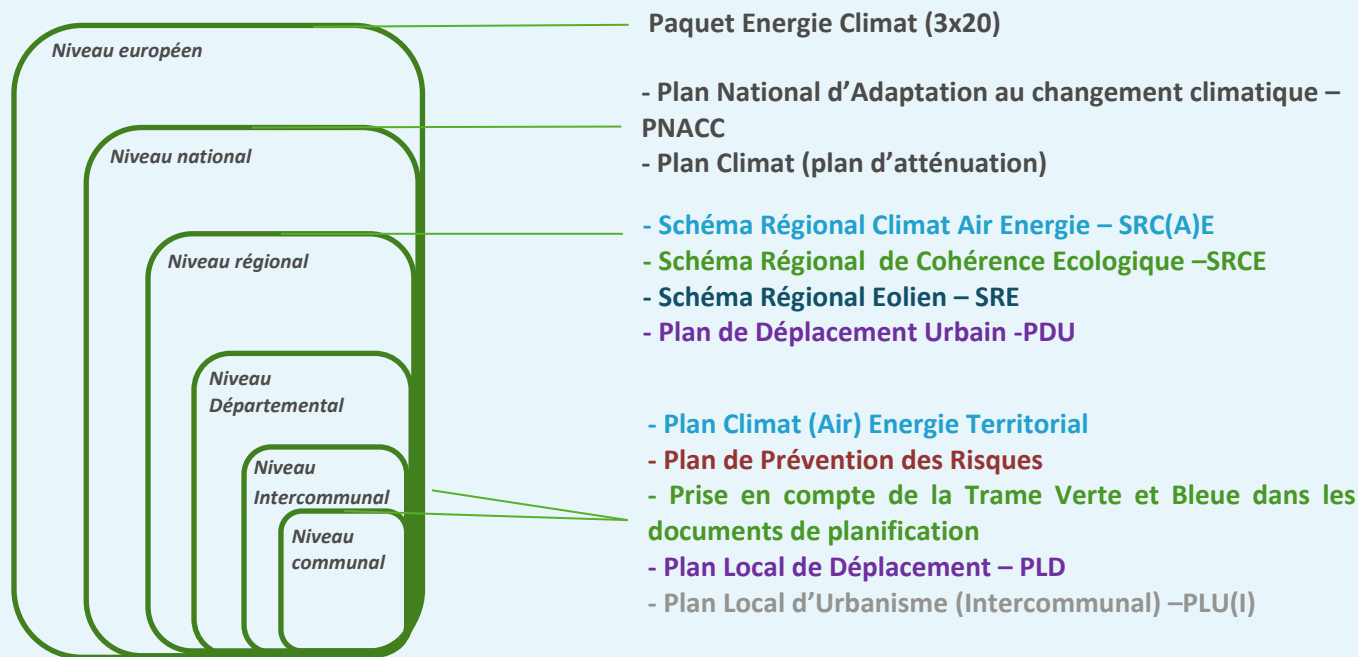 Niveau européen
Paquet Energie Climat (3x20)
Niveau national
- Plan National d’Adaptation au changement climatique –
PNACC
- Plan Climat (plan d’atténuation)
Niveau régional
- Schéma Régional Climat Air Energie – SRC(A)E
- Schéma Régional de Cohérence Ecologique –SRCE
- Schéma Régional Eolien – SRE
- Plan de Déplacement Urbain -PDU
Niveau
Départemental
Niveau
Intercommunal
Niveau
communal
- Plan Climat (Air) Energie Territorial
- Plan de Prévention des Risques
- Prise en compte de la Trame Verte et Bleue dans les
documents de planification
- Plan Local de Déplacement – PLD
- Plan Local d’Urbanisme (Intercommunal) –PLU(I)